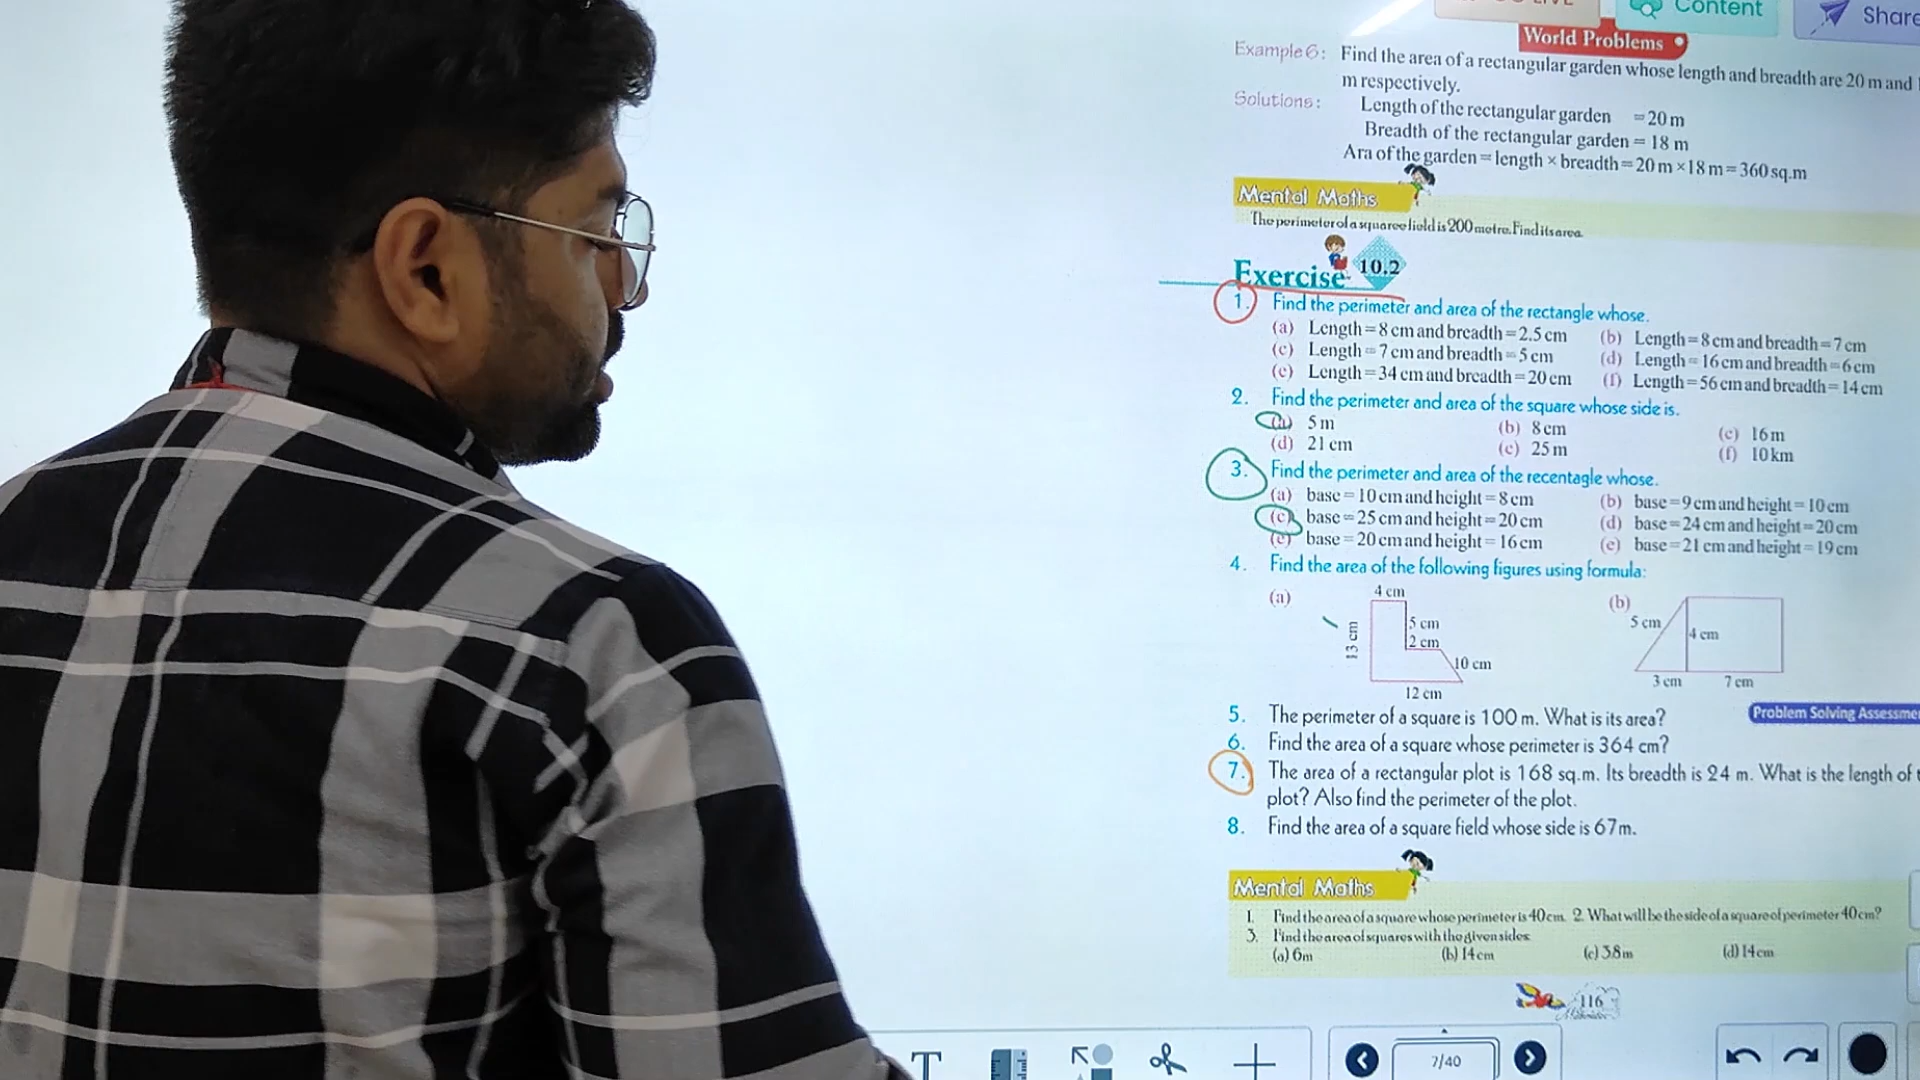 Content
Share
World Problems
Example 6: Find the area of a rectangular garden whose length and breadth are 20 m and
m respectively.
Solutions: Length of the rectangular garden = 20 m
Breadth of the rectangular garden = 18 m
Ara of the garden = length × breadth = 20 m × 18 m = 360 sq.m
Mental Maths
The perimeter of a squaree field is 200 metre. Find its area.
Exercise 10.2
1. Find the perimeter and area of the rectangle whose.
(a) Length = 8 cm and breadth = 2.5 cm (b) Length = 8 cm and breadth = 7 cm
(c) Length = 7 cm and breadth = 5 cm (d) Length = 16 cm and breadth = 6 cm
(e) Length = 34 cm and breadth = 20 cm (f) Length = 56 cm and breadth = 14 cm
2. Find the perimeter and area of the square whose side is.
(a) 5 m (b) 8 cm (c) 16 m
(d) 21 cm (e) 25 m (f) 10 km
3. Find the perimeter and area of the recentagle whose.
(a) base = 10 cm and height = 8 cm (b) base = 9 cm and height = 10 cm
(c) base = 25 cm and height = 20 cm (d) base = 24 cm and height = 20 cm
(e) base = 20 cm and height = 16 cm (e) base = 21 cm and height = 19 cm
4. Find the area of the following figures using formula:
(a) 4 cm 5 cm 2 cm 13 cm 10 cm 12 cm
(b) 5 cm 4 cm 3 cm 7 cm
5. The perimeter of a square is 100 m. What is its area?
Problem Solving Assessme
6. Find the area of a square whose perimeter is 364 cm?
7. The area of a rectangular plot is 168 sq.m. Its breadth is 24 m. What is the length of
plot? Also find the perimeter of the plot.
8. Find the area of a square field whose side is 67 m.
Mental Maths
1. Find the area of a square whose perimeter is 40 cm. 2. What will be the side of a square of perimeter 40 cm?
3. Find the area of squares with the given sides
(a) 6m (b) 14 cm (c) 38 m (d) 14 cm
116
T
7/40